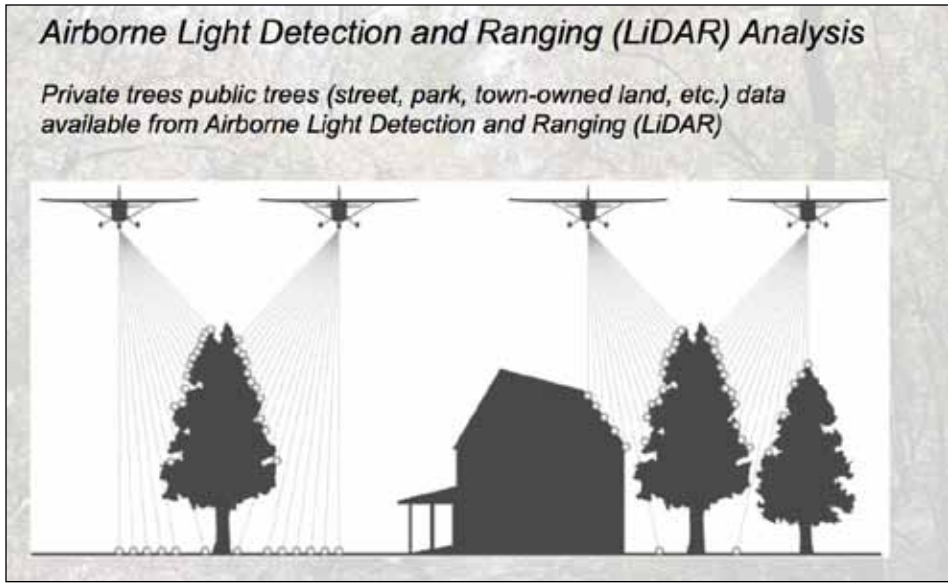 Airborne Light Detection and Ranging (LiDAR) Analysis
Private trees public trees (street, park, town-owned land, etc.) data
available from Airborne Light Detection and Ranging (LiDAR)